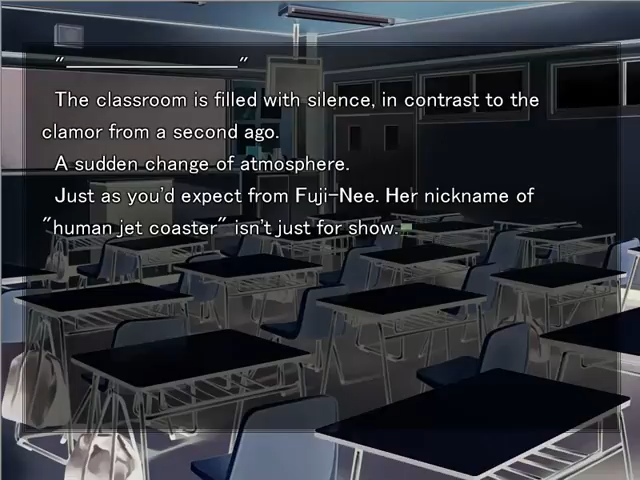 "―――――――――――"
The classroom is filled with silence, in contrast to the
clamor from a second ago.
A sudden change of atmosphere.
Just as you'd expect from Fuji-Nee. Her nickname of
"human jet coaster" isn't just for show.